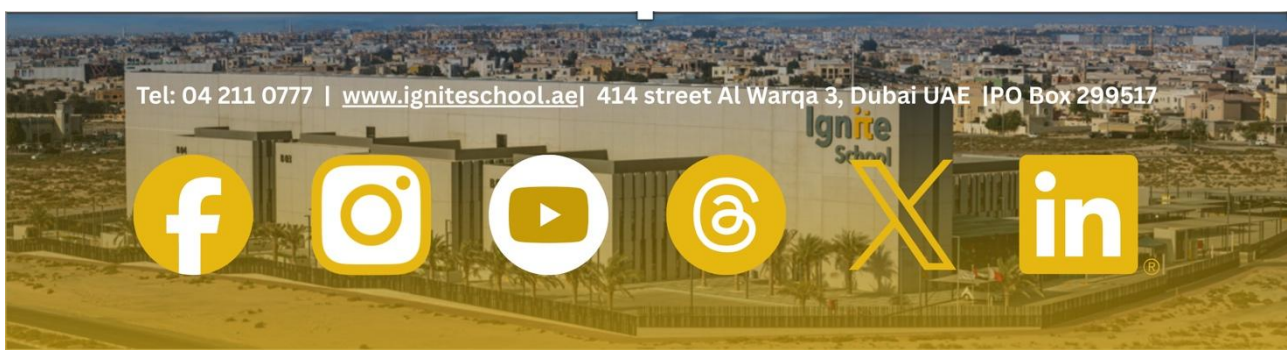 Tel: 04 211 0777 | www.igniteschool.ae| 414 street Al Warqa 3, Dubai UAE |PO Box 299517
Ignite
School
in
®